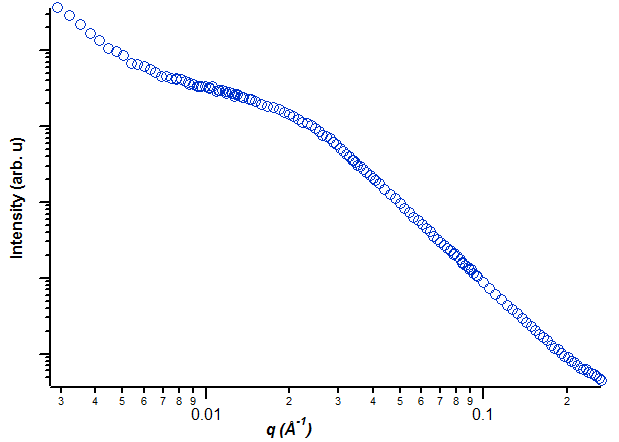 Intensity (arb. u)
3 4 5 6 7 8 9 0.01 2 3 4 5 6 7 8 9 0.1 2
q (Å⁻¹)